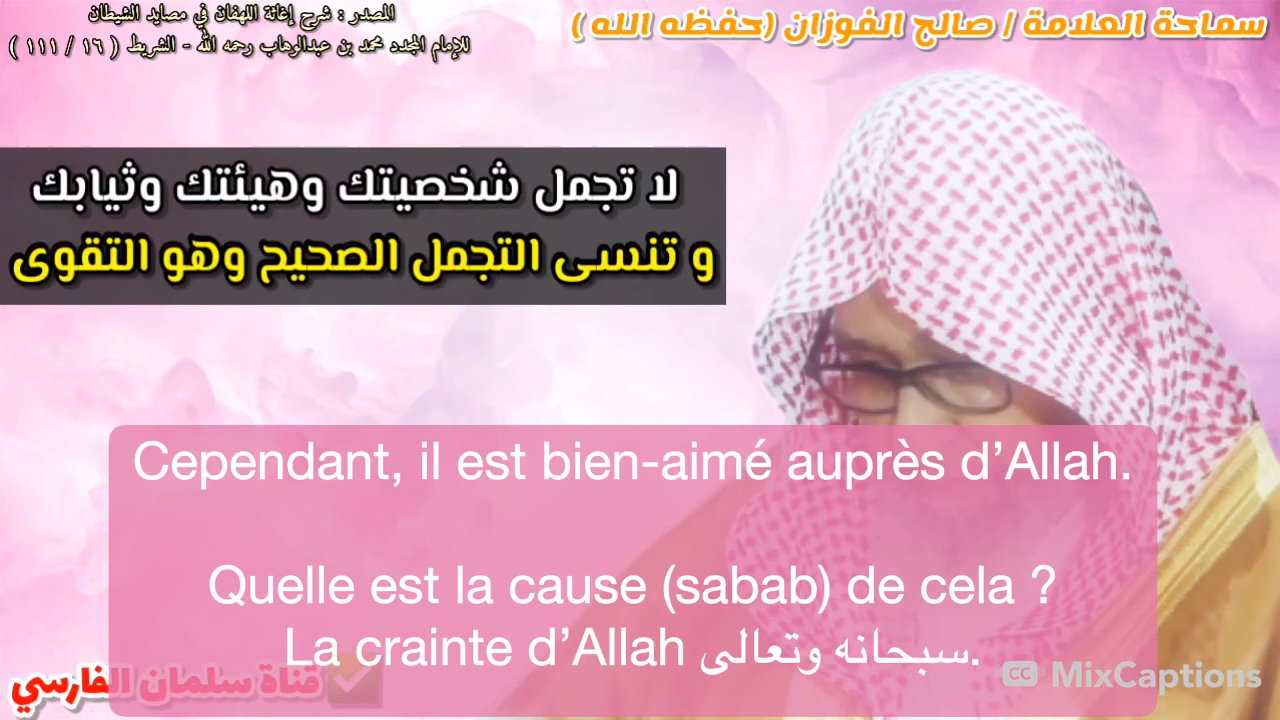 سماحة العلامة / صالح الفوزان (حفظه الله )
المصدر : شرح إغاثة اللهفان في مصايد الشيطان
للإمام المجدد محمد بن عبدالوهاب رحمه الله - الشريط ( ١٦ / ١١١ )
لا تجمل شخصيتك وهيئتك وثيابك
و تنسى التجمل الصحيح وهو التقوى
Cependant, il est bien-aimé auprès d’Allah.
Quelle est la cause (sabab) de cela ?
La crainte d’Allah سبحانه وتعالى.
قناة سلمان الفارسي
CC MixCaptions